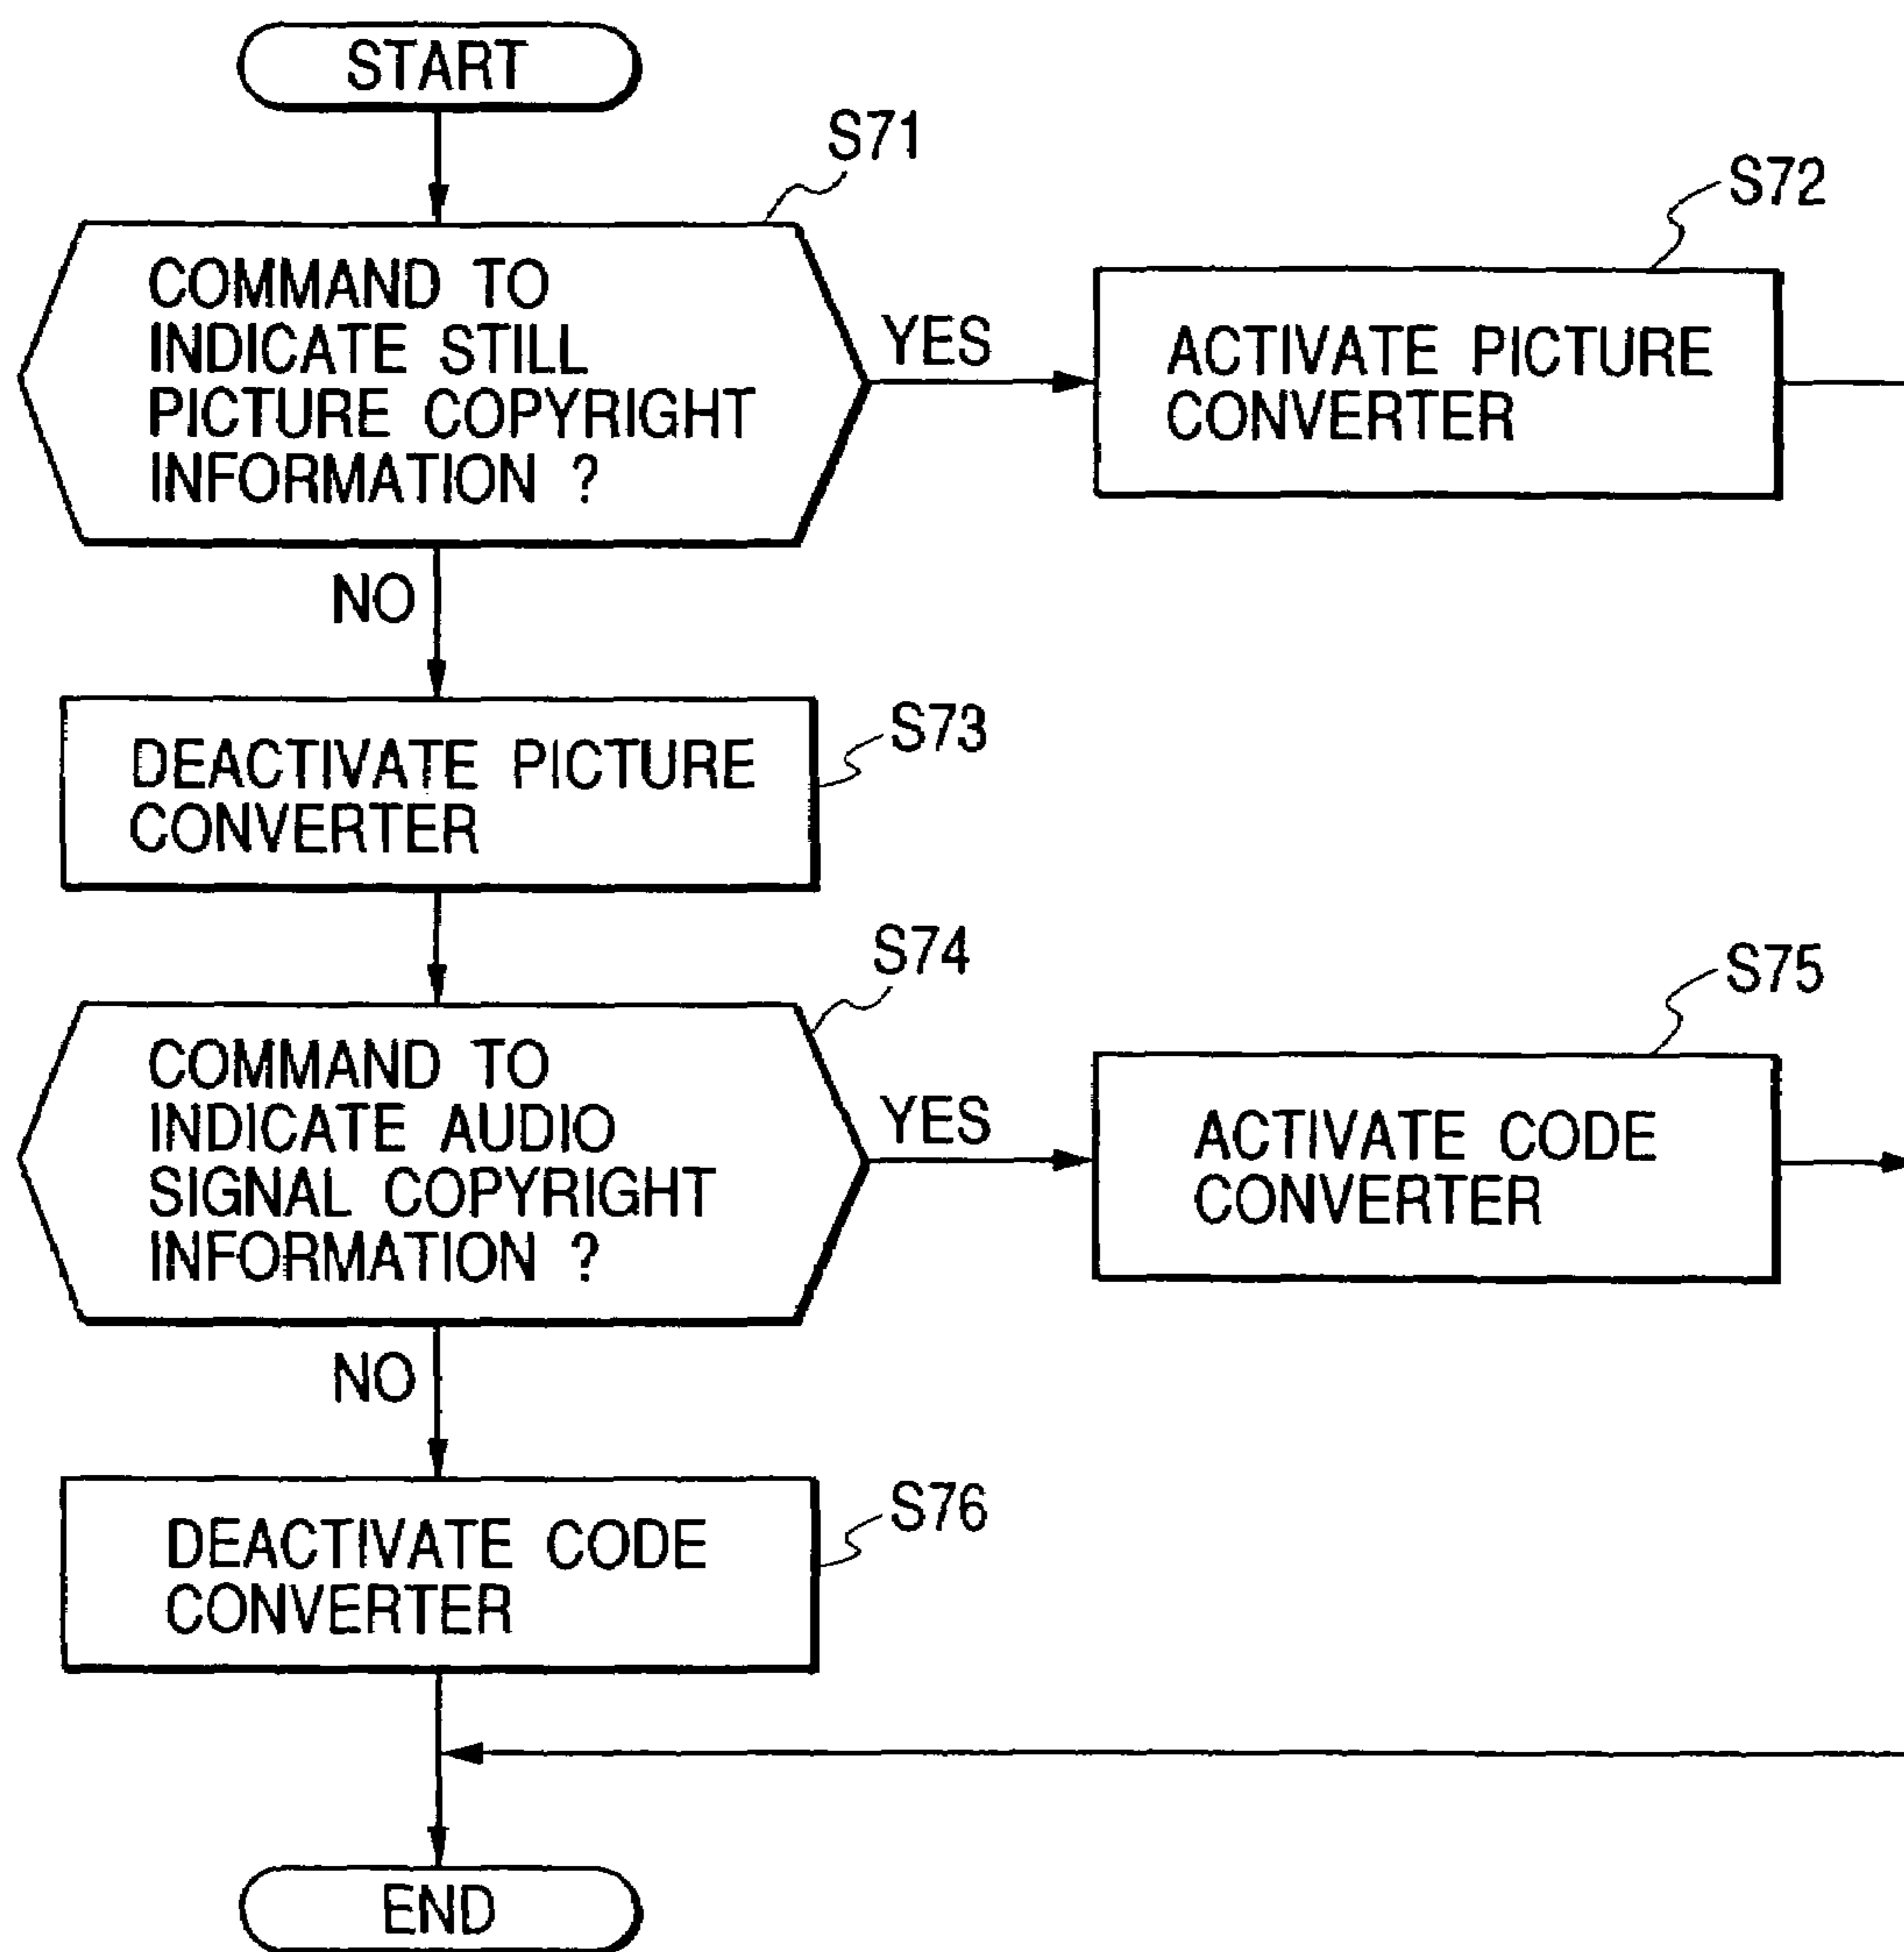 START
S71
COMMAND TO
INDICATE STILL
PICTURE COPYRIGHT
INFORMATION ?
YES
S72
ACTIVATE PICTURE
CONVERTER
NO
S73
DEACTIVATE PICTURE
CONVERTER
S74
COMMAND TO
INDICATE AUDIO
SIGNAL COPYRIGHT
INFORMATION ?
YES
S75
ACTIVATE CODE
CONVERTER
NO
S76
DEACTIVATE CODE
CONVERTER
END